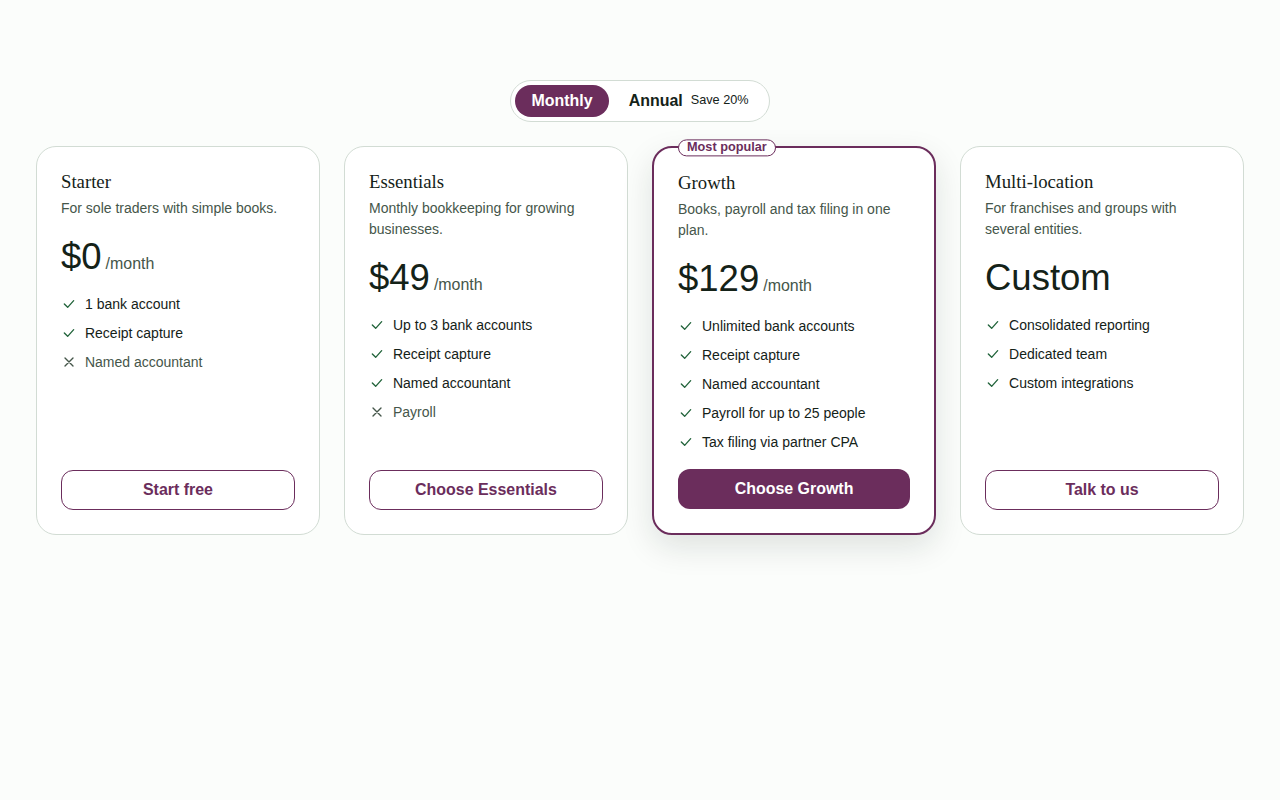 Monthly
Annual Save 20%
Starter
For sole traders with simple books.
$0 /month
1 bank account
Receipt capture
Named accountant
Start free
Essentials
Monthly bookkeeping for growing
businesses.
$49 /month
Up to 3 bank accounts
Receipt capture
Named accountant
Payroll
Choose Essentials
Most popular
Growth
Books, payroll and tax filing in one
plan.
$129 /month
Unlimited bank accounts
Receipt capture
Named accountant
Payroll for up to 25 people
Tax filing via partner CPA
Choose Growth
Multi-location
For franchises and groups with
several entities.
Custom
Consolidated reporting
Dedicated team
Custom integrations
Talk to us